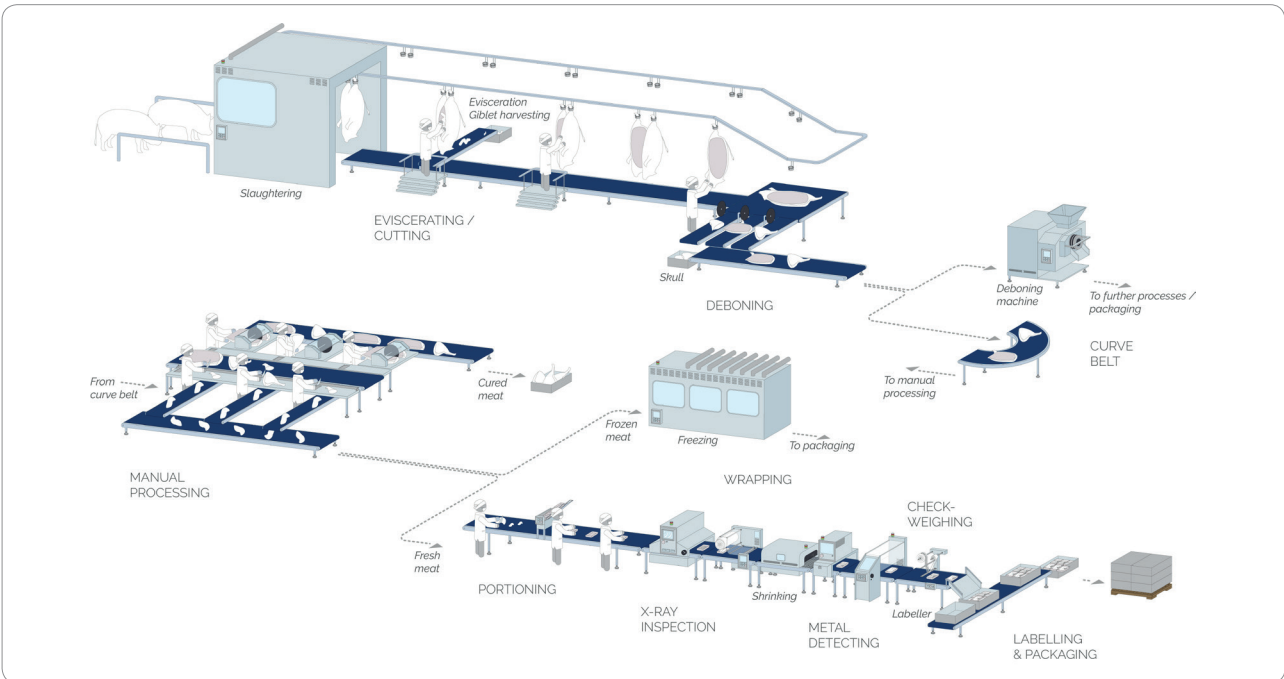 Evisceration
Giblet harvesting
Slaughtering
EVISCERATING /
CUTTING
Skull
DEBONING
Deboning
machine
To further processes /
packaging
CURVE
BELT
To manual
processing
From
curve belt
Cured
meat
MANUAL
PROCESSING
Frozen
meat
Freezing
To packaging
WRAPPING
Fresh
meat
PORTIONING
X-RAY
INSPECTION
Shrinking
METAL
DETECTING
CHECK-
WEIGHING
Labeller
LABELLING
& PACKAGING